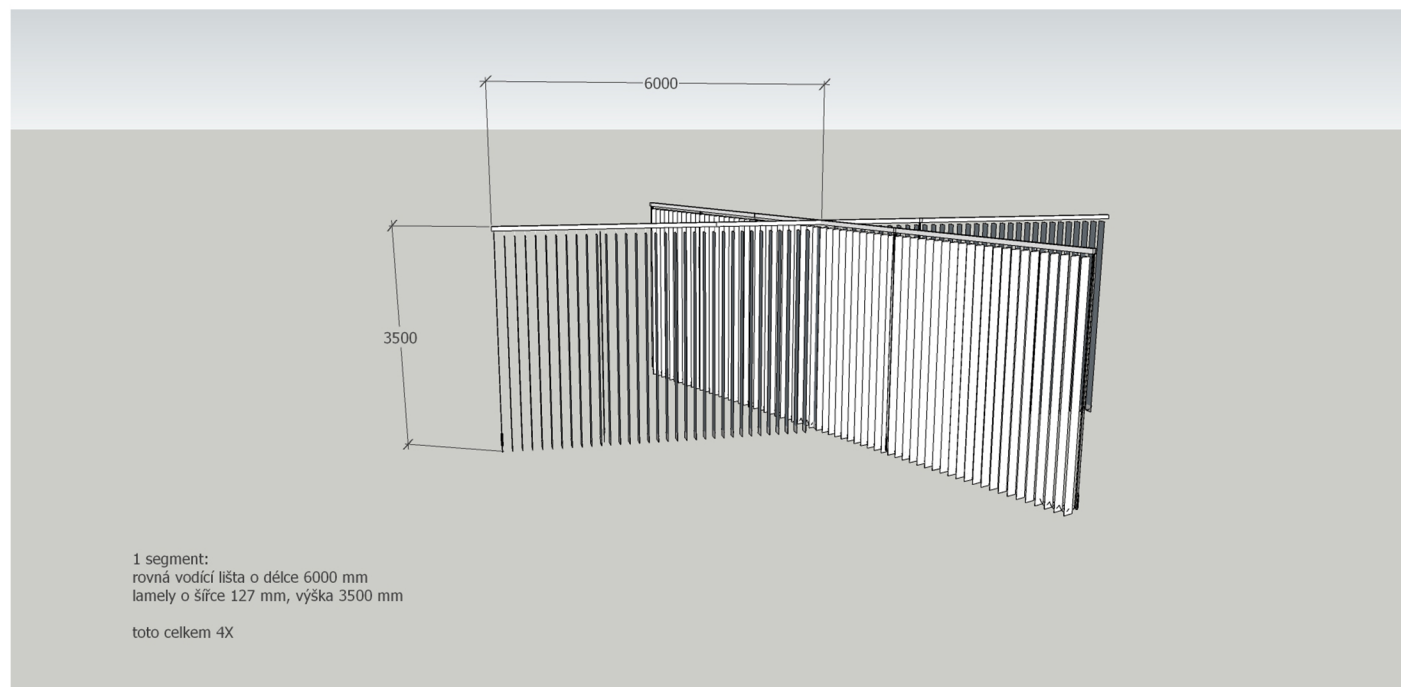 6000
3500
1 segment:
rovná vodící lišta o délce 6000 mm
lamely o šířce 127 mm, výška 3500 mm
toto celkem 4X